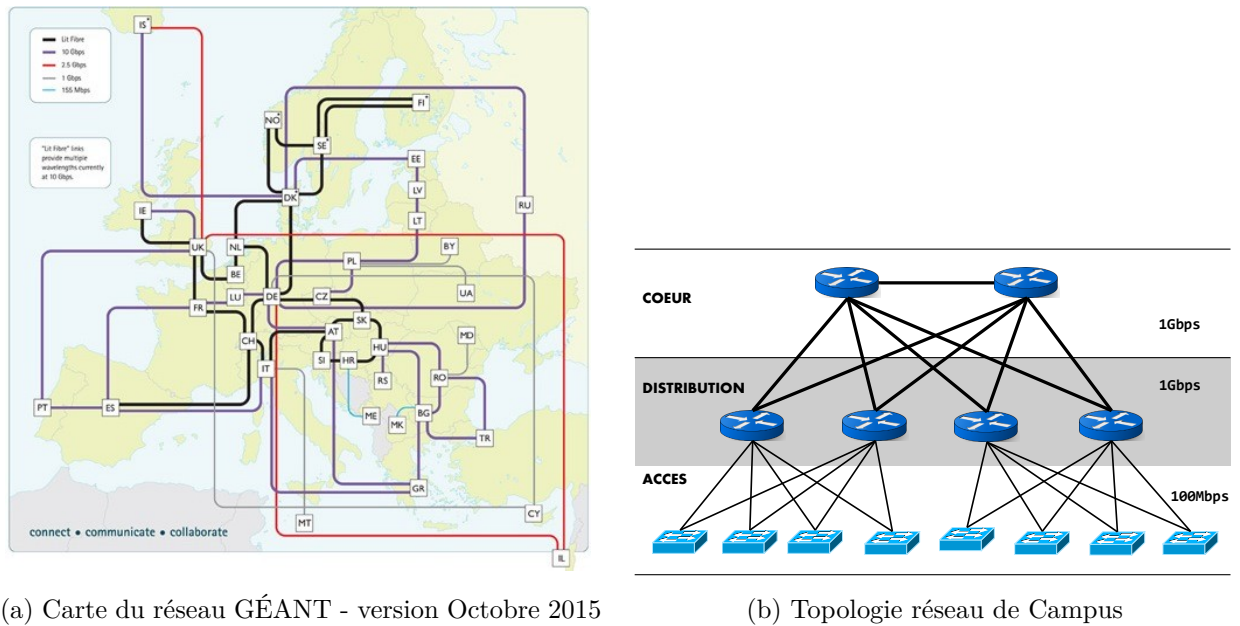 Lit Fibre
10 Gbps
2.5 Gbps
1 Gbps
155 Mbps
"Lit Fibre" links
provide multiple
wavelengths currently
at 10 Gbps.
IS*
FI*
NO*
SE*
EE
LV
DK*
RU
IE
LT
UK
NL
BY
PL
BE
UA
LU
DE
CZ
FR
SK
AT
MD
CH
HU
SI
HR
IT
RS
RO
PT
ES
ME
MK
BG
TR
GR
CY
MT
IL
connect • communicate • collaborate
(a) Carte du réseau GÉANT - version Octobre 2015
COEUR
1Gbps
DISTRIBUTION
1Gbps
ACCES
100Mbps
(b) Topologie réseau de Campus